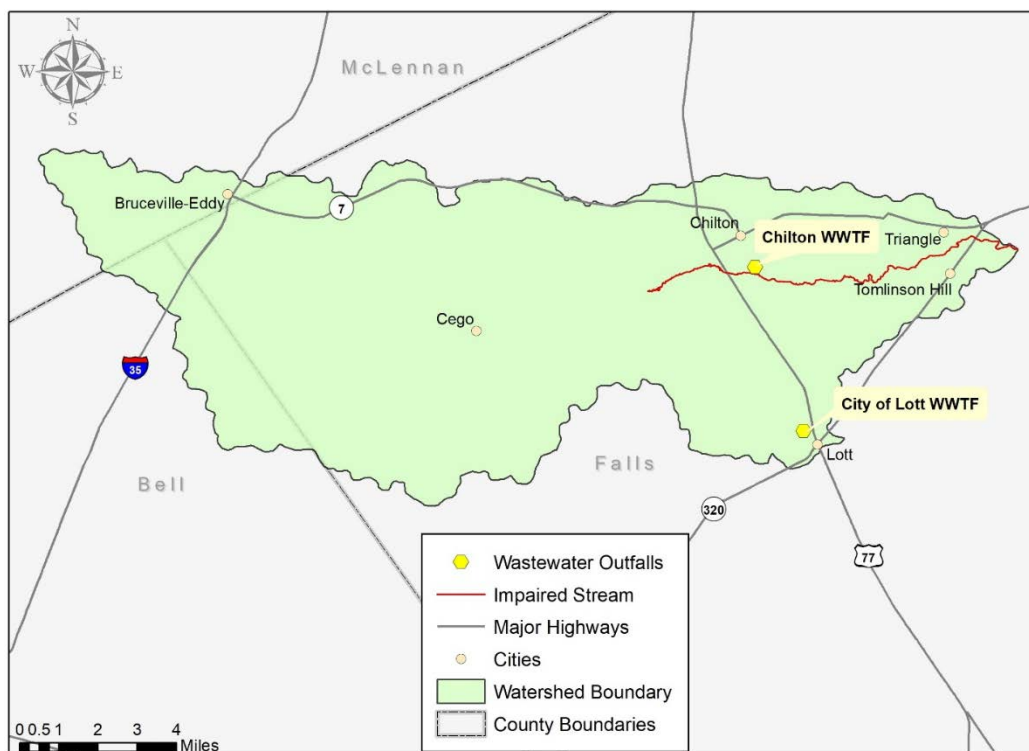 N
W E
S
McLennan
Bruceville-Eddy
7
Chilton
Chilton WWTF
Triangle
Tomlinson Hill
Cego
35
City of Lott WWTF
Lott
Falls
Bell
320
77
Wastewater Outfalls
Impaired Stream
Major Highways
Cities
Watershed Boundary
County Boundaries
0 0.5 1 2 3 4
Miles